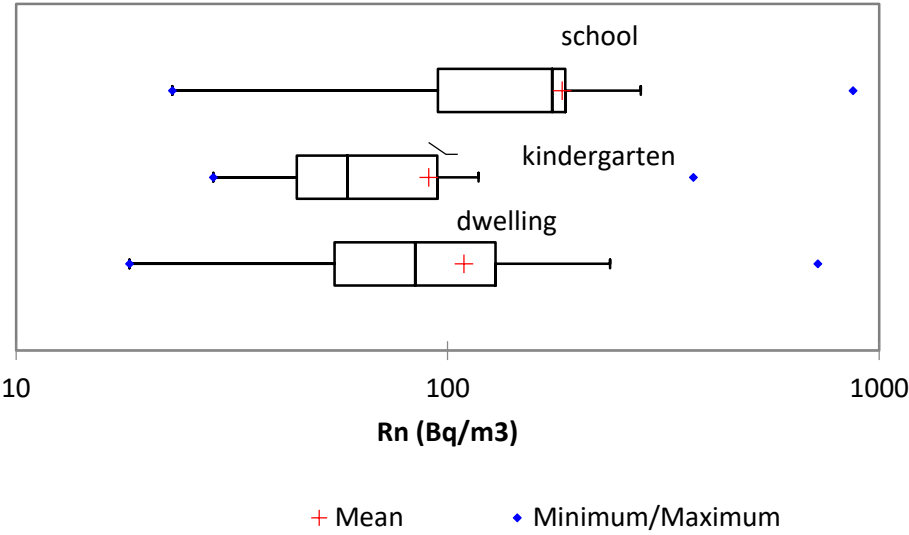 school
kindergarten
dwelling
10 100 1000
Rn (Bq/m3)
Mean Minimum/Maximum